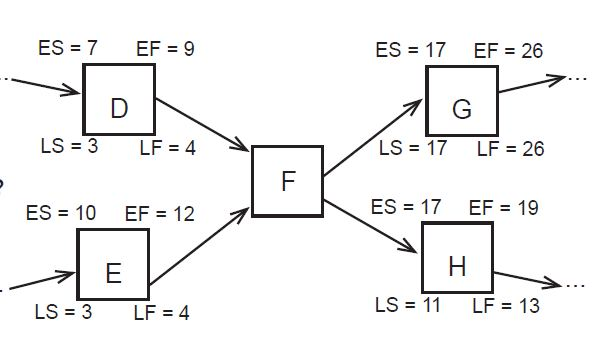 ES = 7 EF = 9
D
LS = 3 LF = 4
ES = 10 EF = 12
E
LS = 3 LF = 4
F
ES = 17 EF = 26
G
LS = 17 LF = 26
ES = 17 EF = 19
H
LS = 11 LF = 13